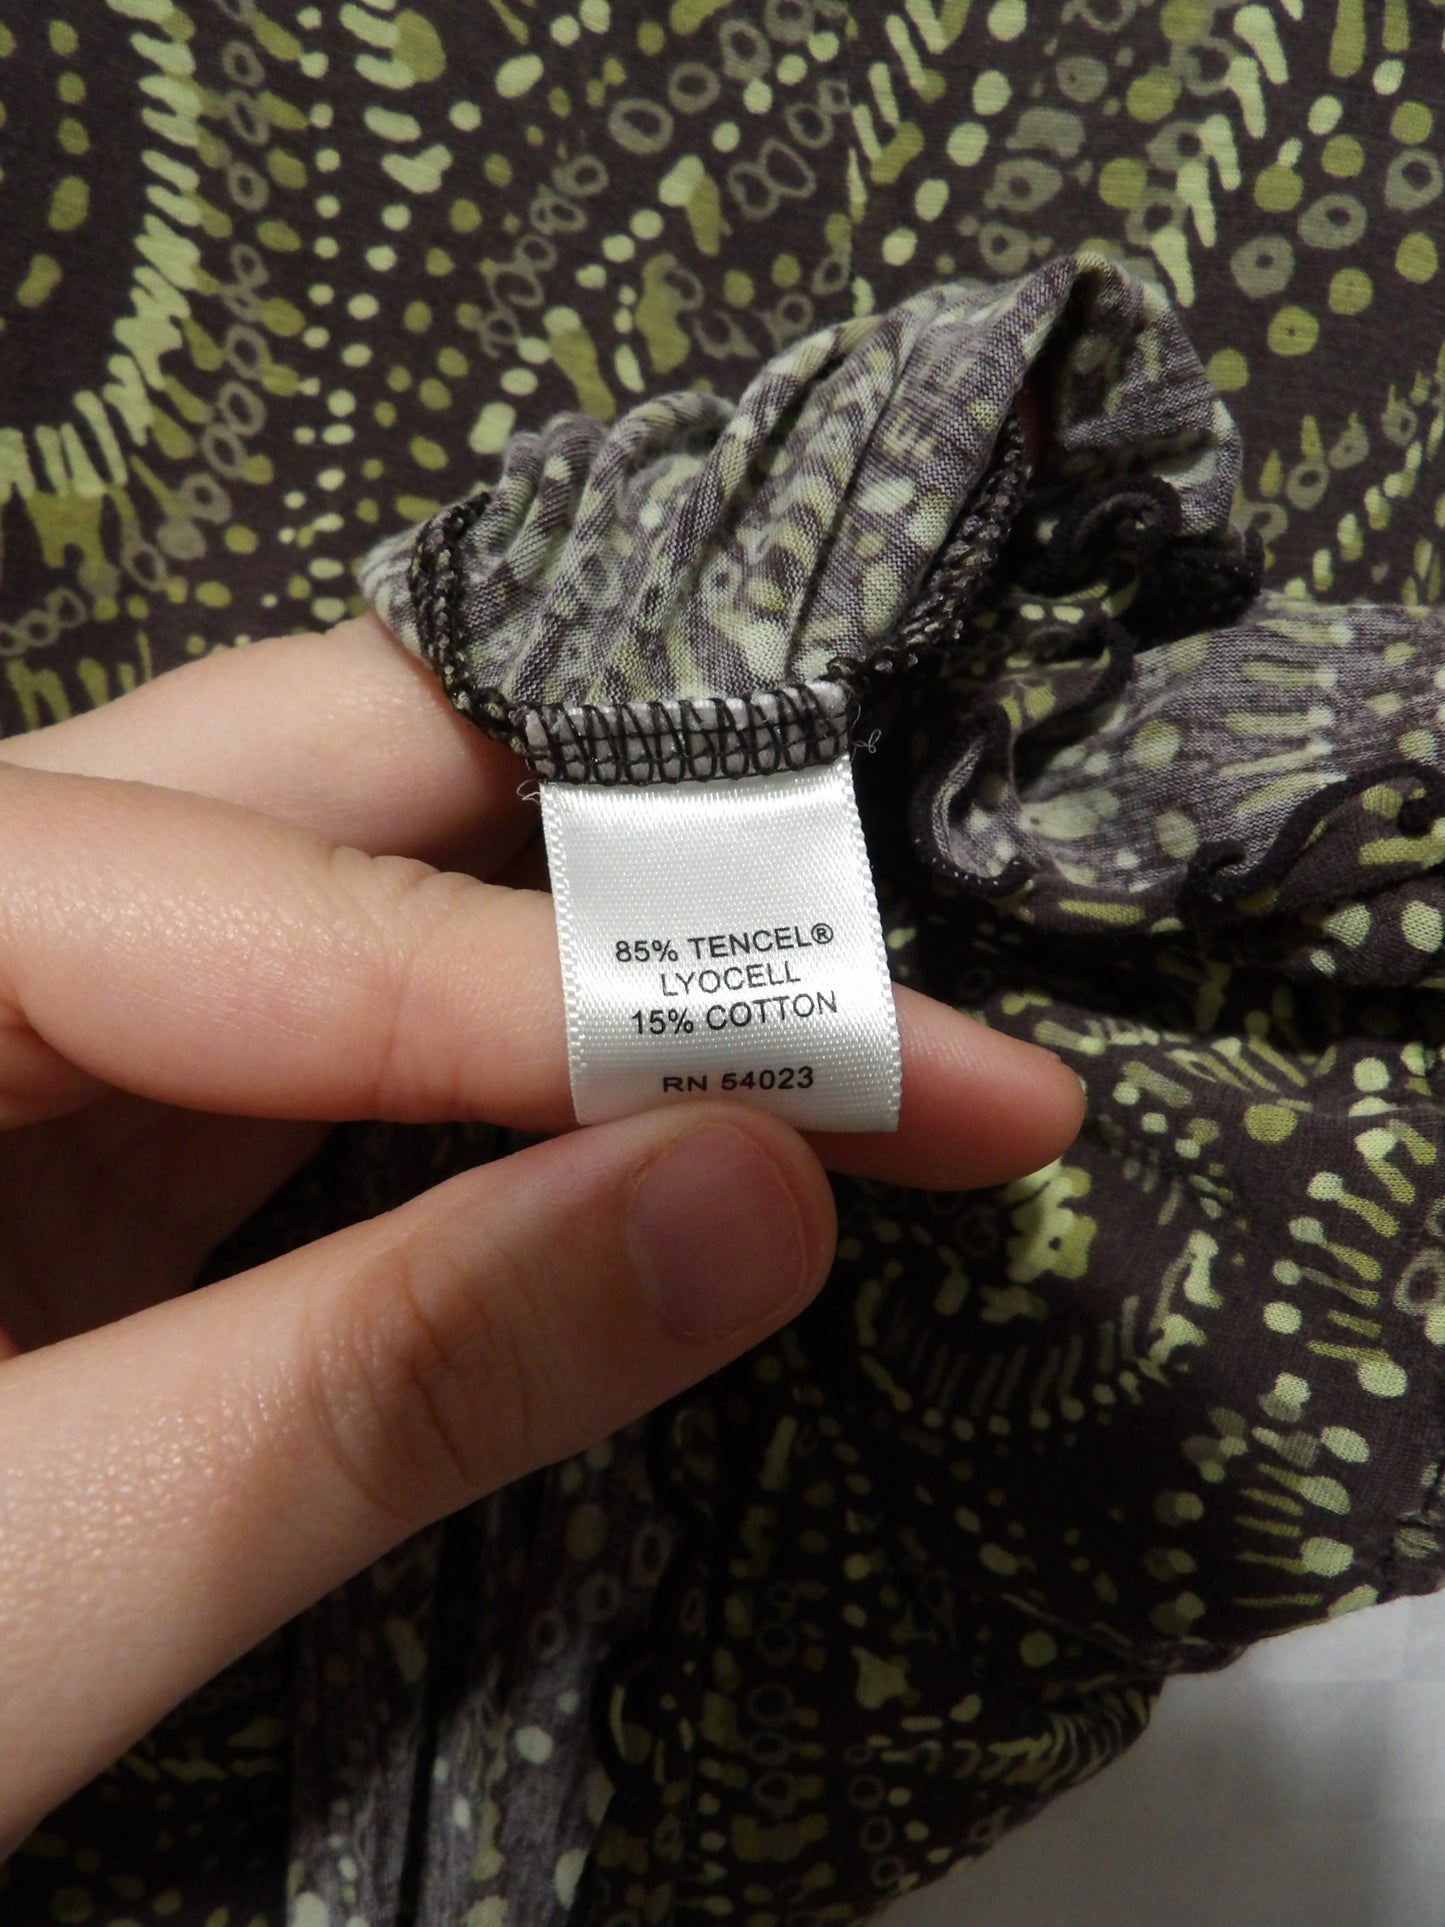 85% TENCEL®
LYOCELL
15% COTTON
RN 54023